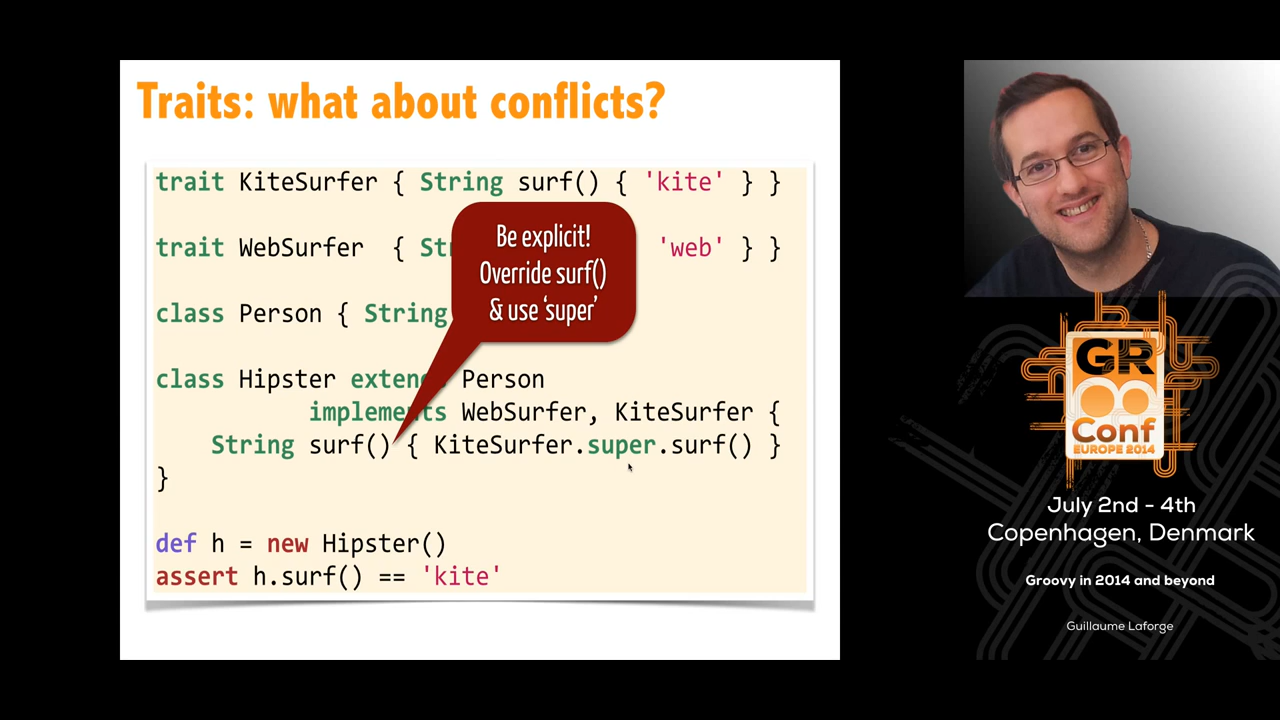 Traits: what about conflicts?
trait KiteSurfer { String surf() { 'kite' } }
trait WebSurfer { 'web' } }
class Person { String
class Hipster extends Person
implements WebSurfer, KiteSurfer {
String surf() { KiteSurfer.super.surf() }
}
def h = new Hipster()
assert h.surf() == 'kite'
Be explicit!
Override surf()
& use ‘super’
GR
Conf
EUROPE 2014
July 2nd - 4th
Copenhagen, Denmark
Groovy in 2014 and beyond
Guillaume Laforge